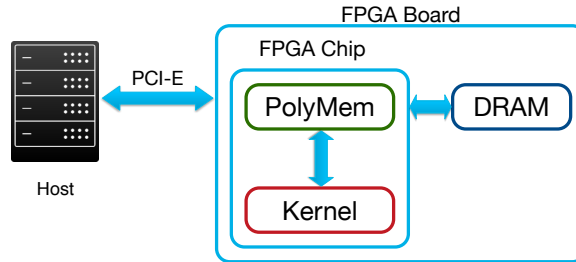 FPGA Board
FPGA Chip
PCI-E
PolyMem
DRAM
Host
Kernel